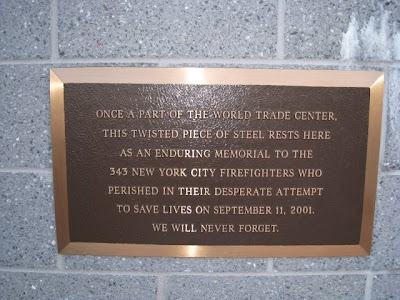 ONCE A PART OF THE WORLD TRADE CENTER,
THIS TWISTED PIECE OF STEEL RESTS HERE
AS AN ENDURING MEMORIAL TO THE
343 NEW YORK CITY FIREFIGHTERS WHO
PERISHED IN THEIR DESPERATE ATTEMPT
TO SAVE LIVES ON SEPTEMBER 11, 2001.
WE WILL NEVER FORGET.